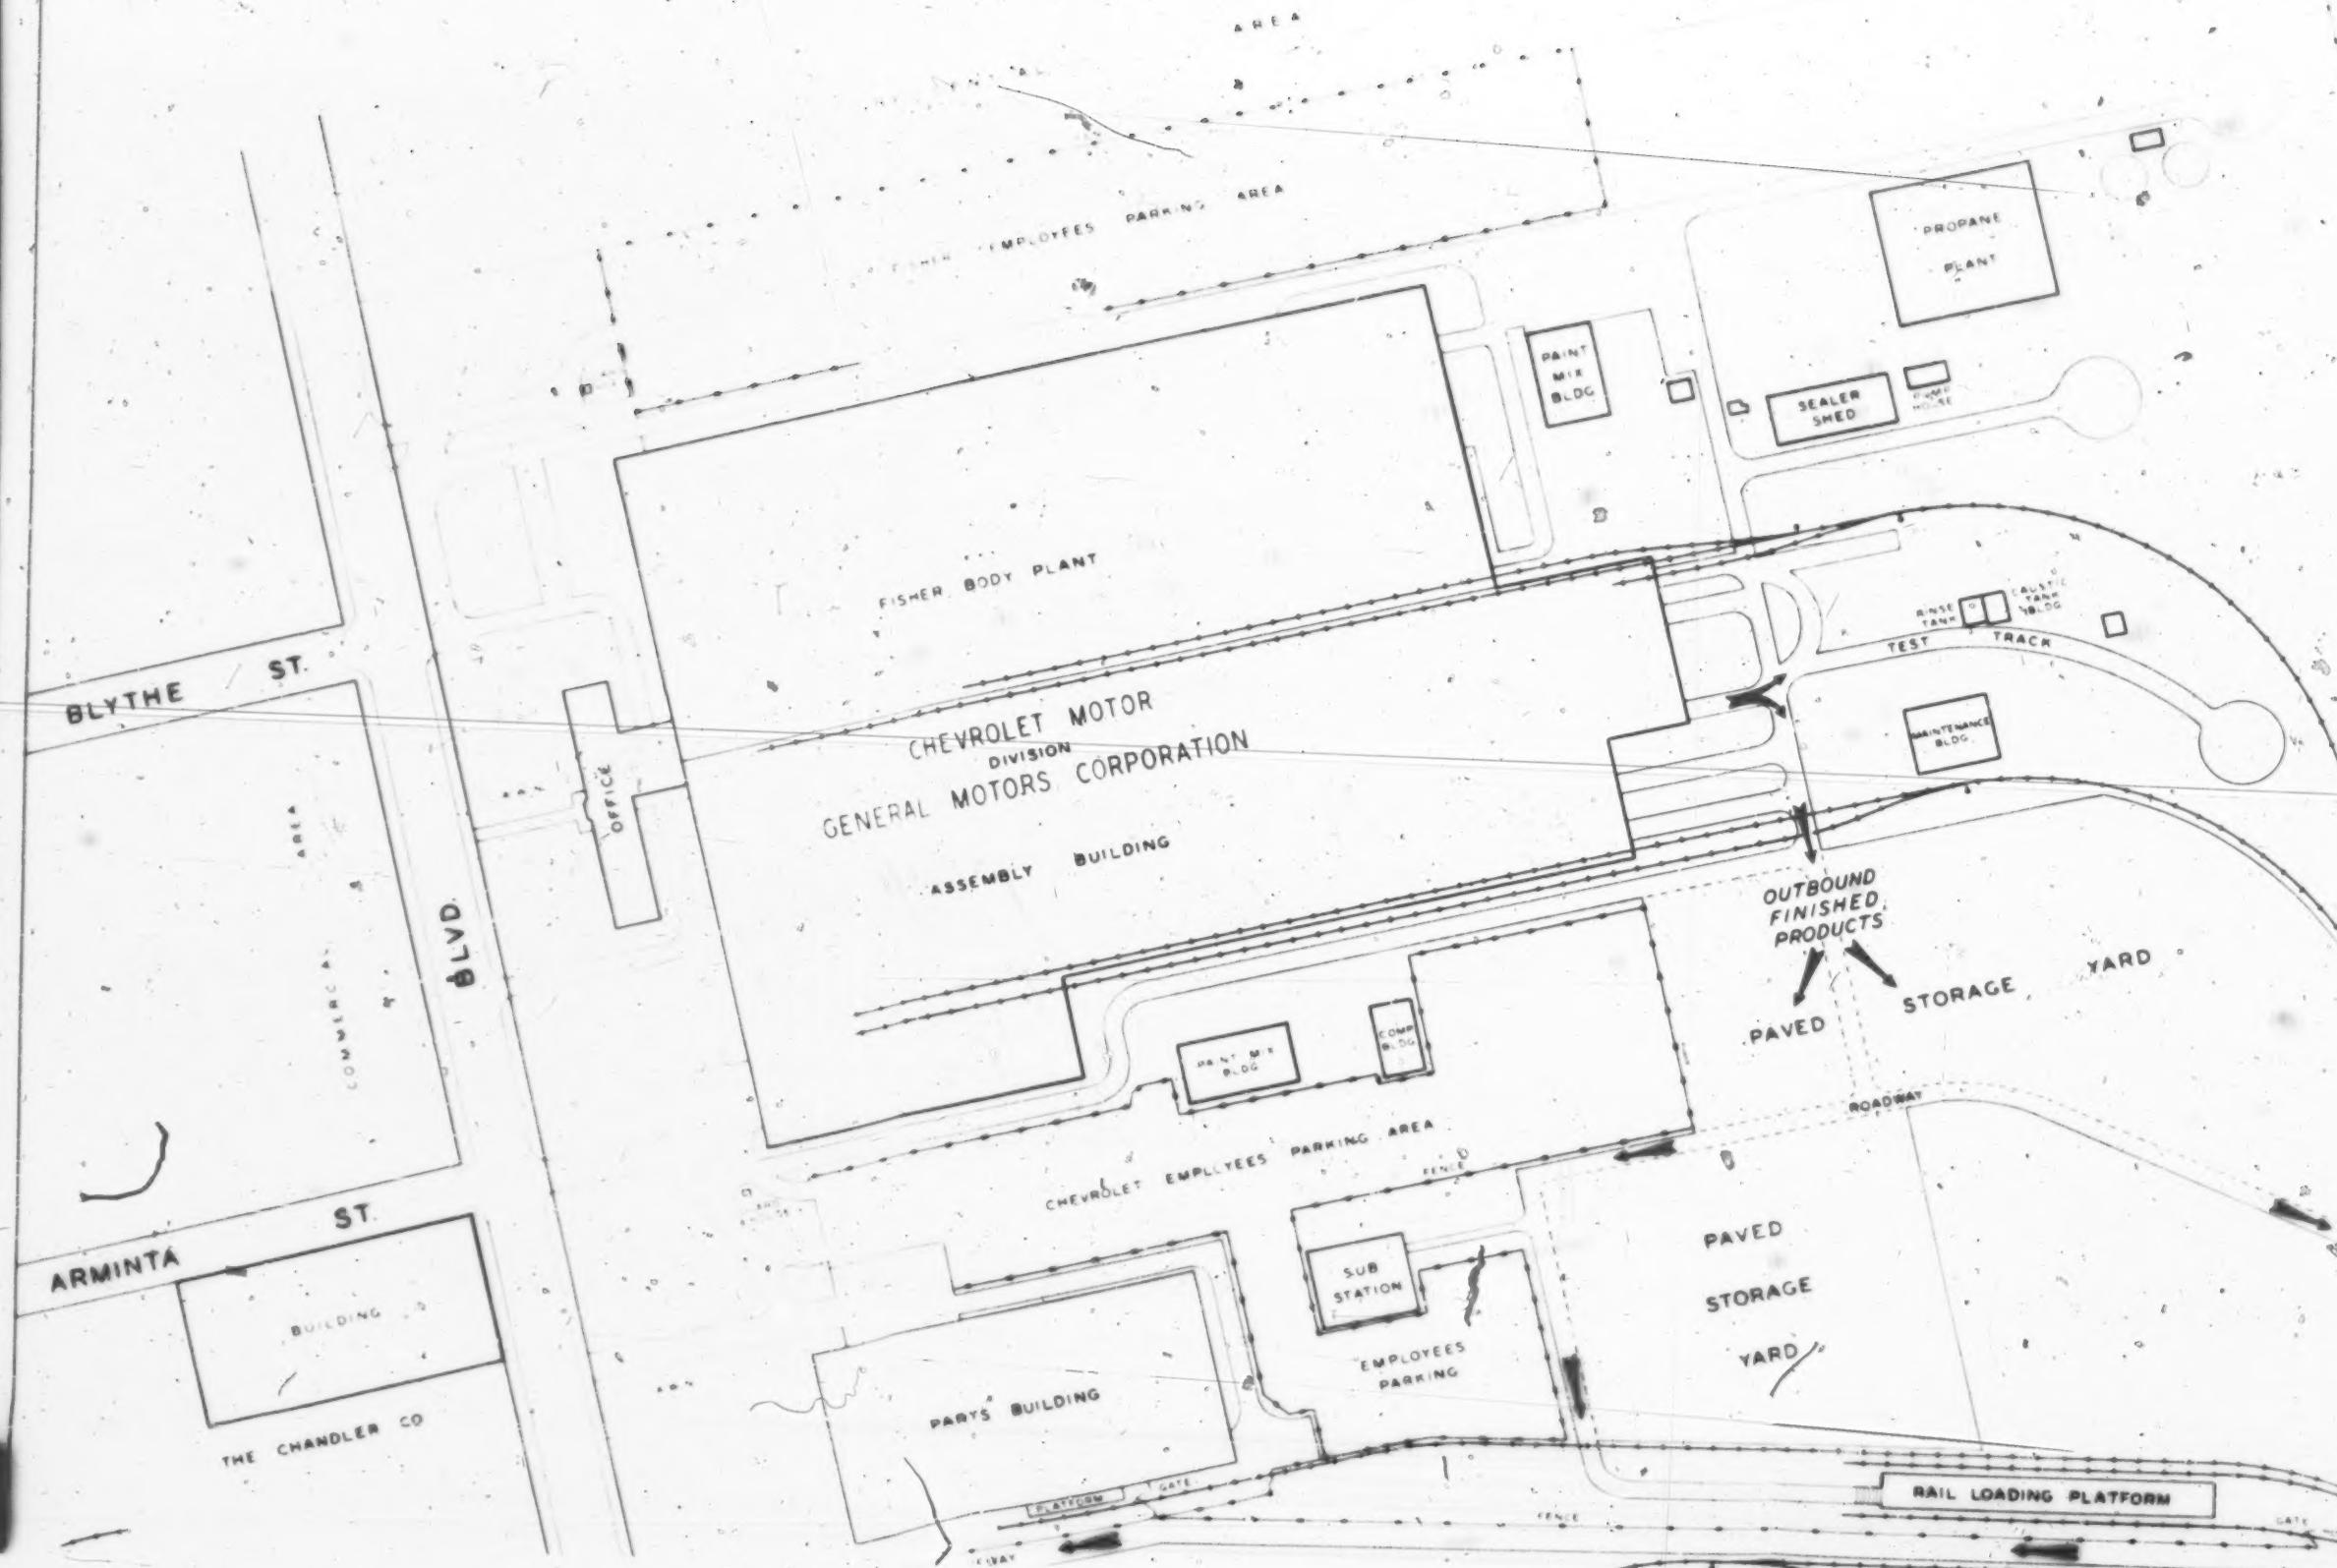 AREA
FISHER EMPLOYEES PARKING AREA
PROPANE
PLANT
PAINT
MIX
BLDG
SEALER
SHED
PUMP
HOUSE
FISHER BODY PLANT
RINSE
TANK
CAUSTIC
TANK
BLDG
TEST TRACK
BLYTHE ST.
CHEVROLET MOTOR
DIVISION
GENERAL MOTORS CORPORATION
ASSEMBLY BUILDING
MAINTENANCE
BLDG.
OFFICE
COMMERCIAL AREA
BLVD.
OUTBOUND
FINISHED
PRODUCTS
PAVED STORAGE YARD
COMP
BLDG
PAINT MIX
BLDG
ROADWAY
CHEVROLET EMPLOYEES PARKING AREA
FENCE
ARMINTA ST.
BUILDING
THE CHANDLER CO
SUB
STATION
PAVED
STORAGE
YARD
EMPLOYEES
PARKING
PARTS BUILDING
PLATFORM
GATE
RAIL LOADING PLATFORM
FENCE
GATE